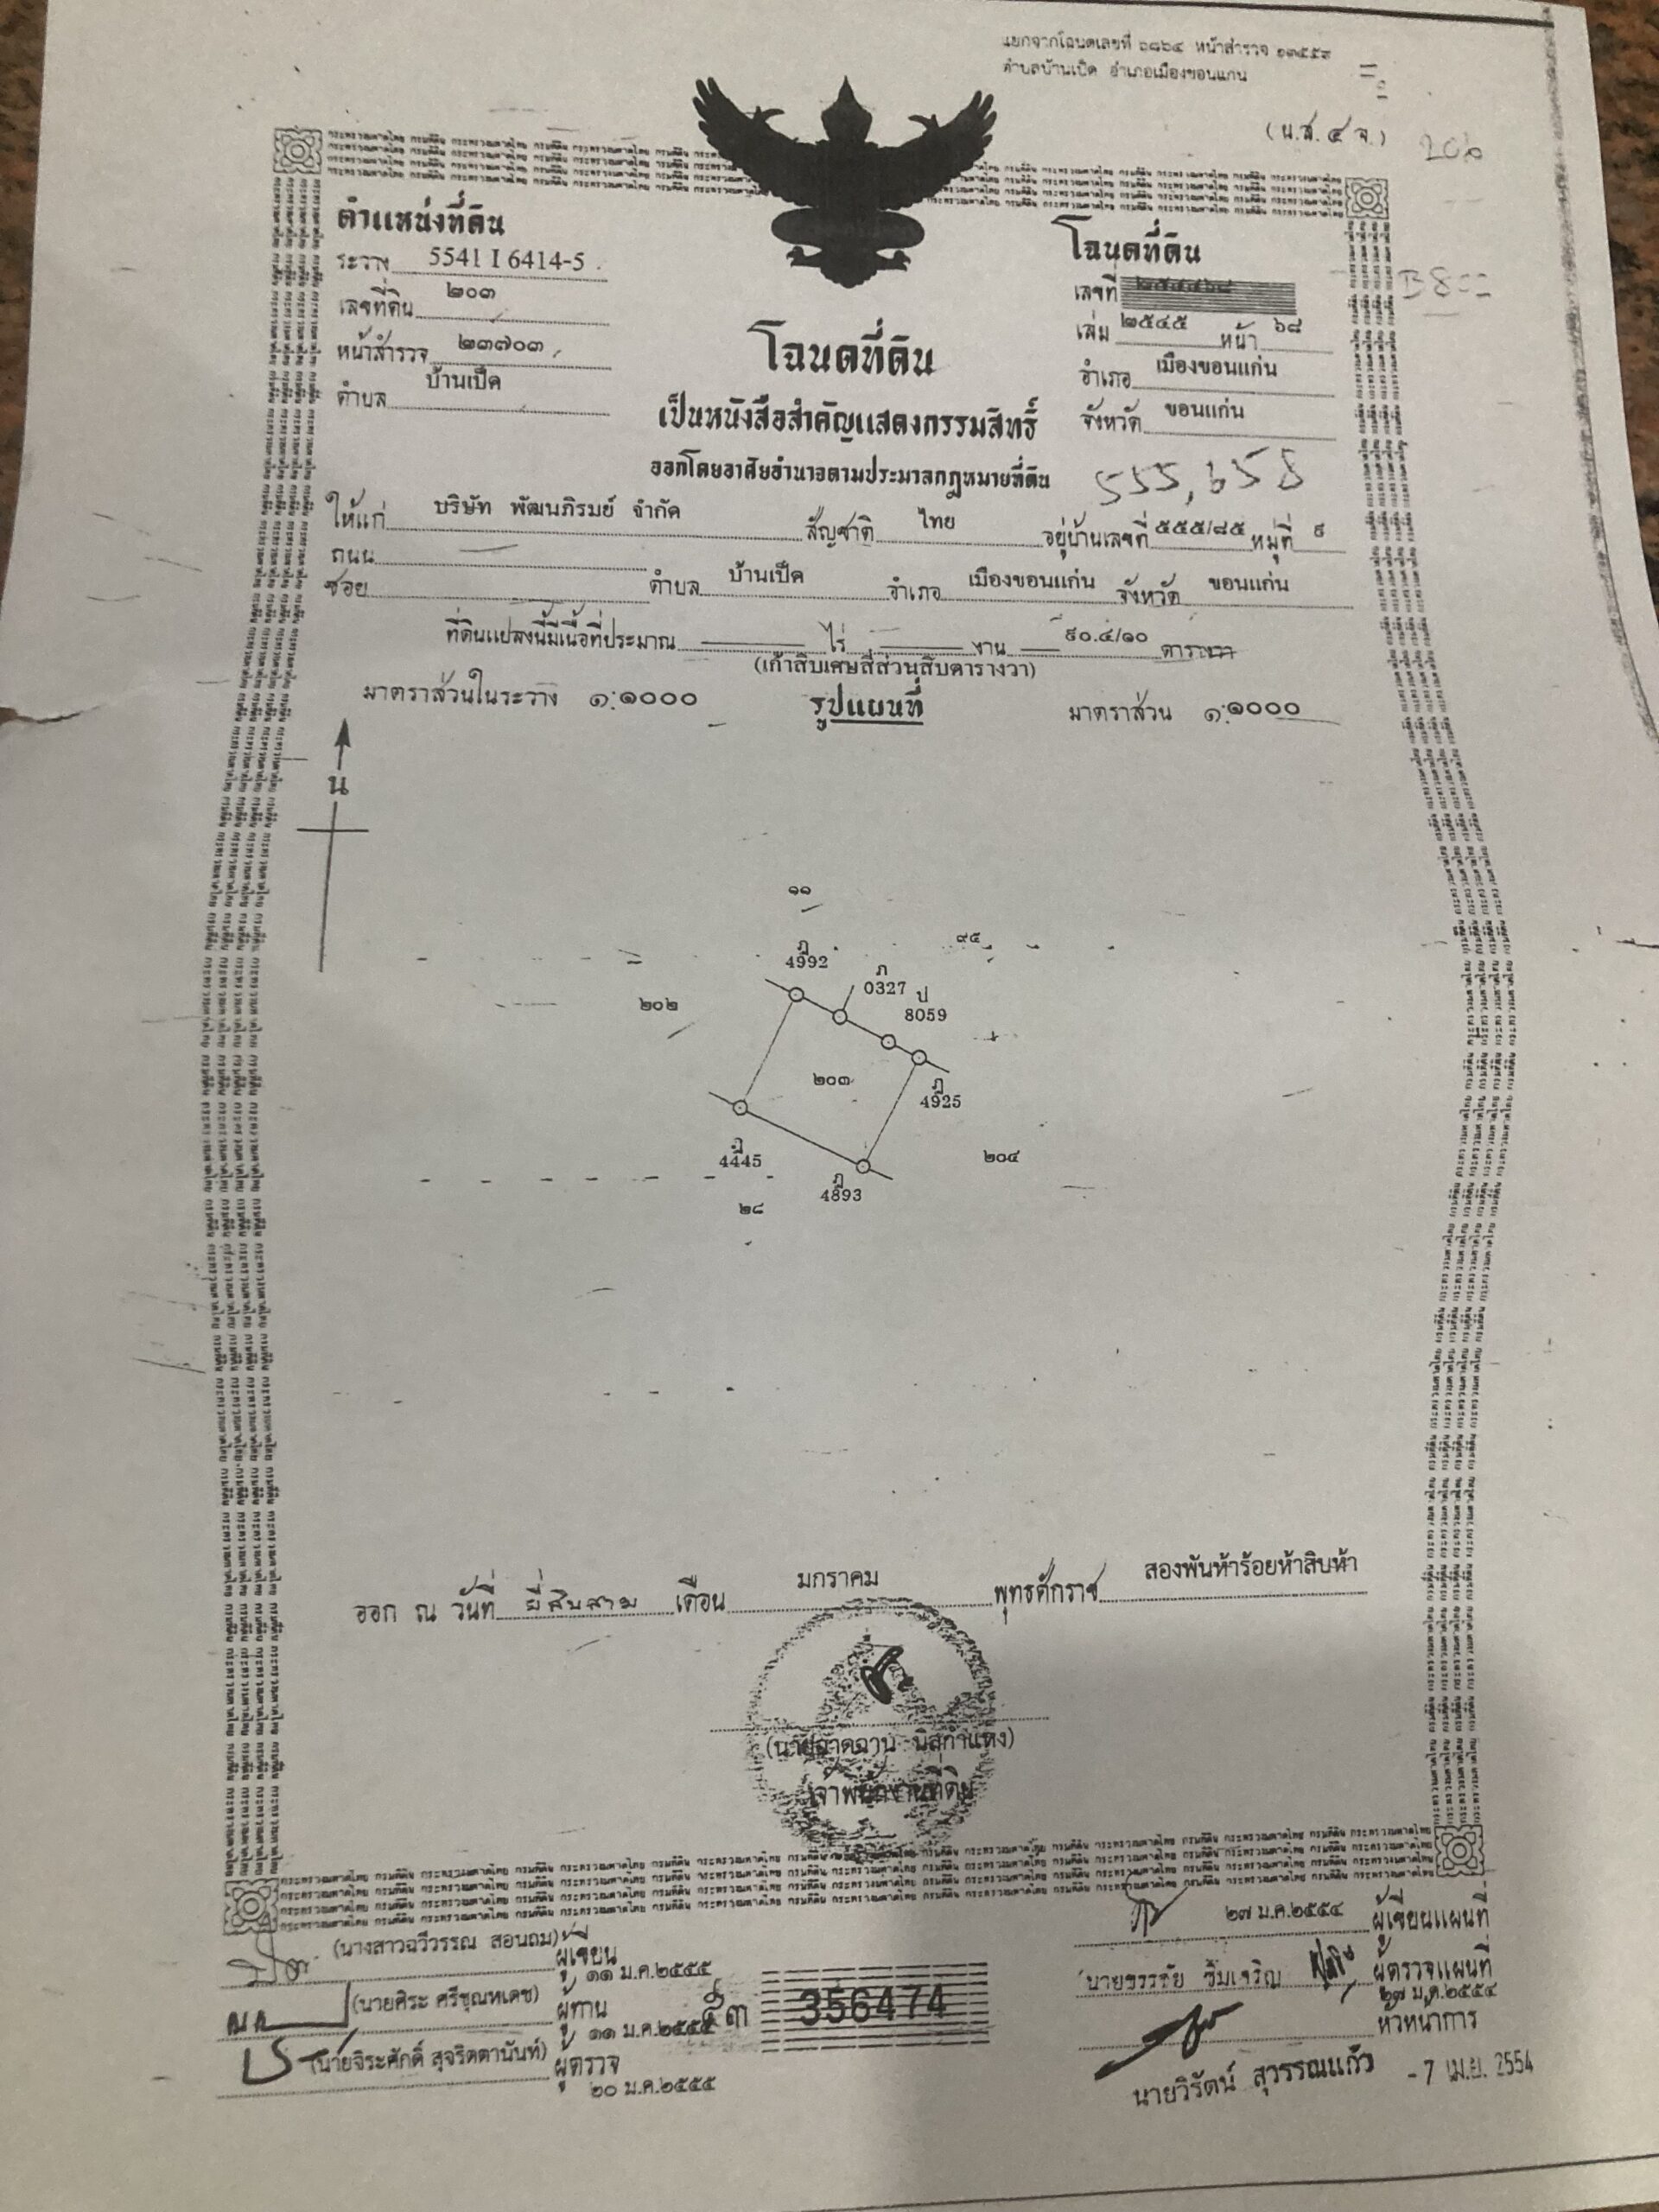 แยกจากโฉนดเลขที่ ๖๘๖๔ หน้าสำรวจ ๑๓๕๕๙
ตำบลบ้านเป็ด อำเภอเมืองขอนแก่น
(น.ส.๔ จ.)
ตำแหน่งที่ดิน
ระวาง 5541 I 6414-5
เลขที่ดิน ๒๐๓
หน้าสำรวจ ๒๓๗๐๓
ตำบล บ้านเป็ด
โฉนดที่ดิน
เลขที่ ๒๕๔๔๖๘
เล่ม ๒๕๔๕ หน้า ๖๘
อำเภอ เมืองขอนแก่น
จังหวัด ขอนแก่น
โฉนดที่ดิน
เป็นหนังสือสำคัญแสดงกรรมสิทธิ์
ออกโดยอาศัยอำนาจตามประมวลกฎหมายที่ดิน
555,658
ให้แก่ บริษัท พัฒนภิรมย์ จำกัด สัญชาติ ไทย อยู่บ้านเลขที่ ๕๕๕/๘๕ หมู่ที่ ๙
ถนน
ซอย ตำบล บ้านเป็ด อำเภอ เมืองขอนแก่น จังหวัด ขอนแก่น
ที่ดินแปลงนี้มีเนื้อที่ประมาณ ไร่ งาน ๙๐.๔/๑๐ ตารางวา
(เก้าสิบเศษสี่ส่วนสิบตารางวา)
มาตราส่วนในระวาง ๑:๑๐๐๐ รูปแผนที่ มาตราส่วน ๑:๑๐๐๐
น
๑๑
๙๕
ฎ
4992
ภ
0327
ป
8059
๒๐๒
๒๐๓
ฎ
4925
ฎ
4445
๒๐๔
ฎ
4893
๒๘
ออก ณ วันที่ ยี่สิบสาม เดือน มกราคม พุทธศักราช สองพันห้าร้อยห้าสิบห้า
เจ้าพนักงานที่ดิน
(นางสาวฉวีวรรณ สอนถม) ผู้เขียน
๑๑ ม.ค.๒๕๕๕
(นายศิระ ศรีชุณหเดช) ผู้ทาน
๑๑ ม.ค.๒๕๕๕
(นายจิระศักดิ์ สุจริตตานันท์) ผู้ตรวจ
๒๐ ม.ค.๒๕๕๕
356474
๒๗ ม.ค.๒๕๕๔ ผู้เขียนแผนที่
ผู้ตรวจแผนที่
๒๗ ม.ค.๒๕๕๔
หัวหน้าการ
นายวิรัตน์ สุวรรณแก้ว
-7 เม.ย. 2554